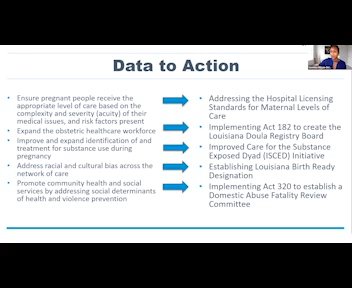 Data to Action
Ensure pregnant people receive the
appropriate level of care based on the
complexity and severity (acuity) of their
medical issues, and risk factors present
Expand the obstetric healthcare workforce
Improve and expand identification of and
treatment for substance use during
pregnancy
Address racial and cultural bias across the
network of care
Promote community health and social
services by addressing social determinants
of health and violence prevention
Addressing the Hospital Licensing
Standards for Maternal Levels of
Care
Implementing Act 182 to create the
Louisiana Doula Registry Board
Improved Care for the Substance
Exposed Dyad (ISCED) Initiative
Establishing Louisiana Birth Ready
Designation
Implementing Act 320 to establish a
Domestic Abuse Fatality Review
Committee